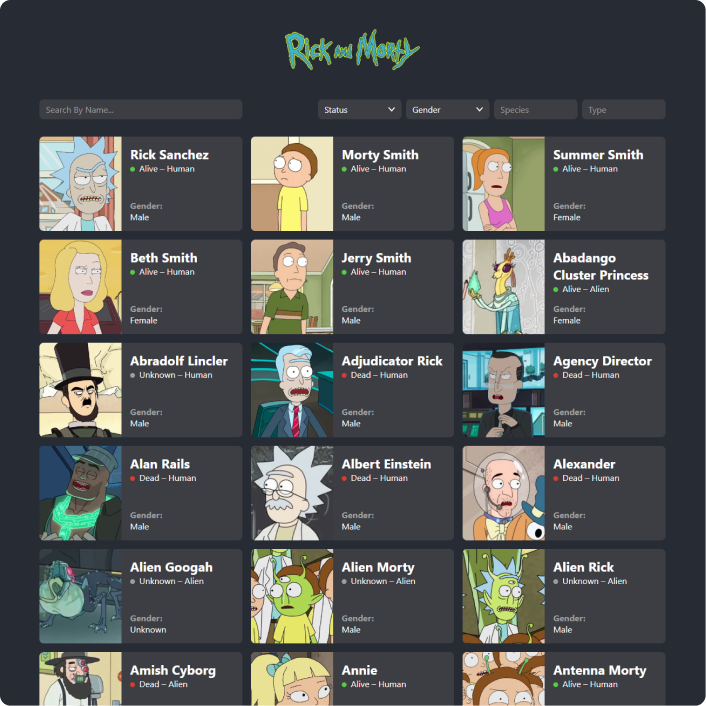 Rick and Morty
Search By Name...
Status
Gender
Species
Type
Rick Sanchez
Alive – Human
Gender:
Male
Morty Smith
Alive – Human
Gender:
Male
Summer Smith
Alive – Human
Gender:
Female
Beth Smith
Alive – Human
Gender:
Female
Jerry Smith
Alive – Human
Gender:
Male
Abadango
Cluster Princess
Alive – Alien
Gender:
Female
Abradolf Lincler
Unknown – Human
Gender:
Male
Adjudicator Rick
Dead – Human
Gender:
Male
Agency Director
Dead – Human
Gender:
Male
Alan Rails
Dead – Human
Gender:
Male
Albert Einstein
Dead – Human
Gender:
Male
Alexander
Dead – Human
Gender:
Male
Alien Googah
Unknown – Alien
Gender:
Unknown
Alien Morty
Unknown – Alien
Gender:
Male
Alien Rick
Unknown – Alien
Gender:
Male
Amish Cyborg
Dead – Alien
Annie
Alive – Human
Antenna Morty
Alive – Human